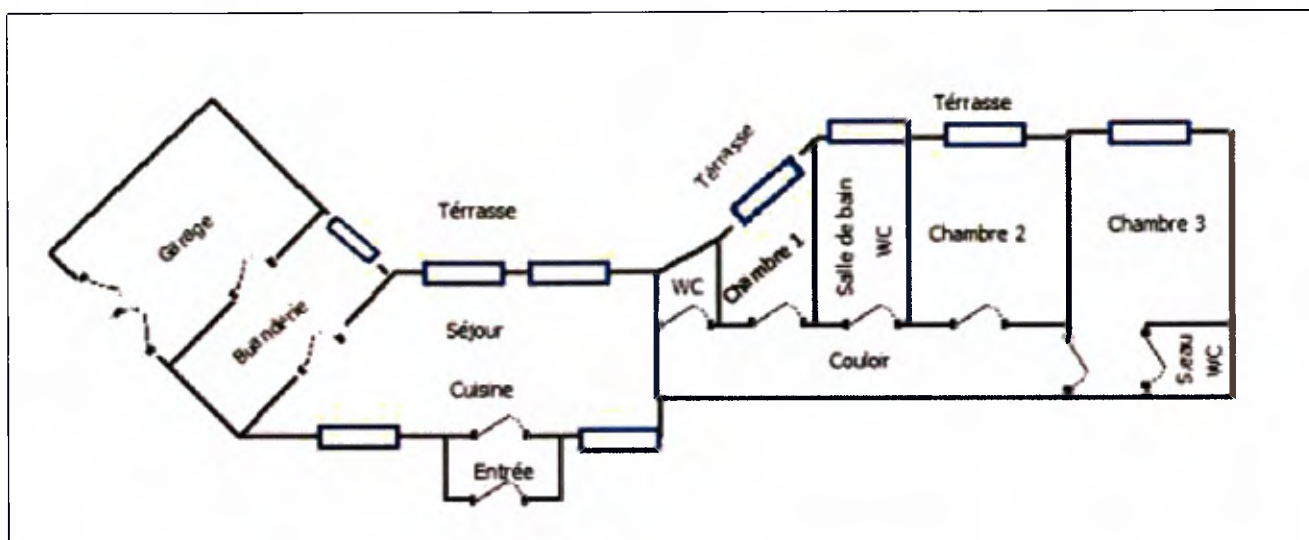 Térrasse
Térrasse
Garage
Térrasse
Salle de bain
WC
Chambre 2
Chambre 3
WC
Chambre 1
Buanderie
Séjour
Couloir
S.eau
WC
Cuisine
Entrée